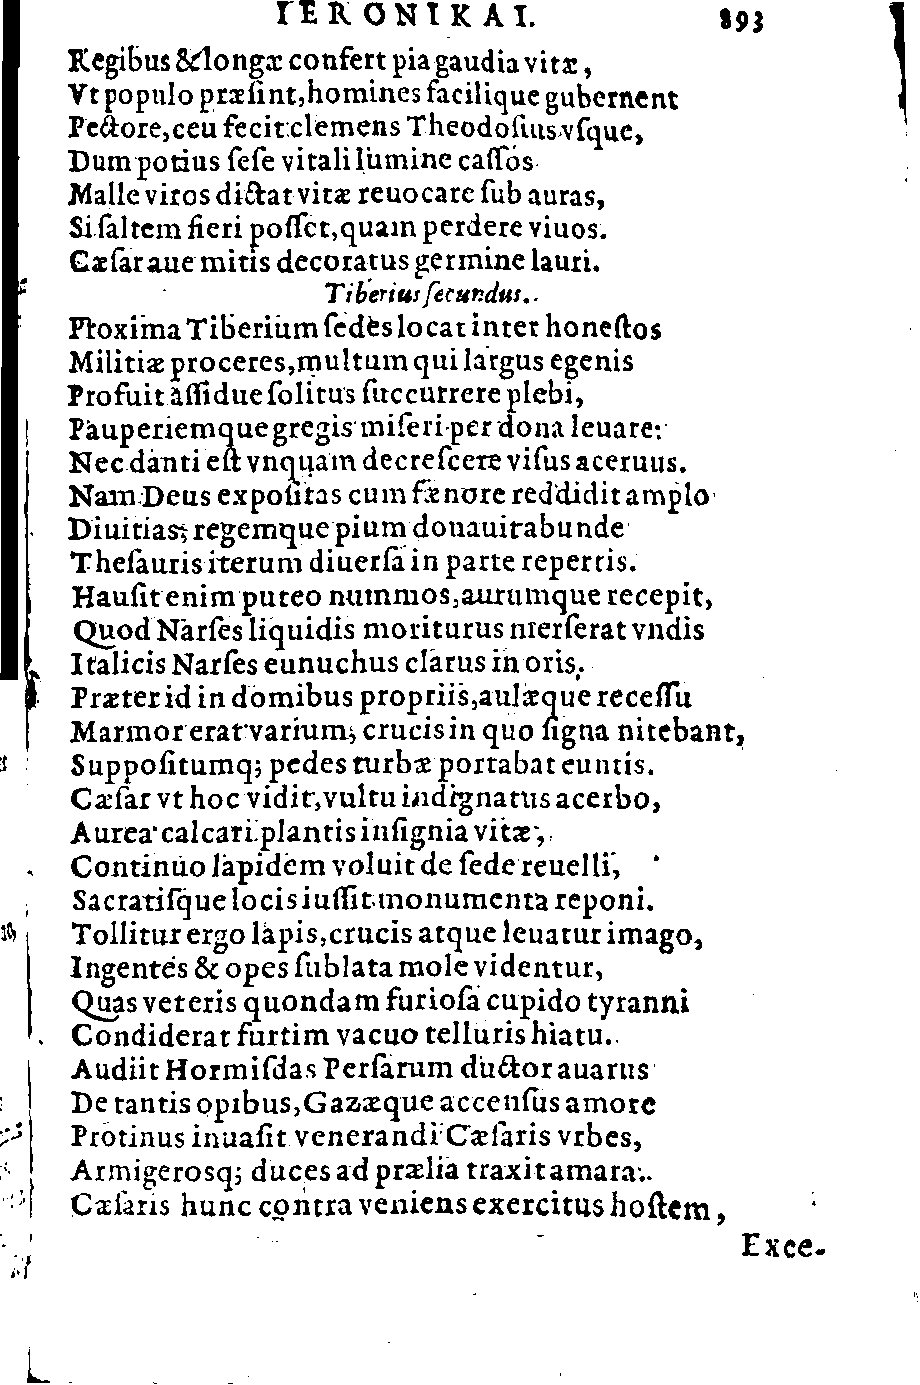 IERONIKAI. 893
Regibus & longæ confert pia gaudia vitæ,
Vt populo præſint, homines facilique gubernent
Pectore, ceu fecit clemens Theodoſius vſque,
Dum potius ſeſe vitali lumine caſſos
Malle viros dictat vitæ reuocare ſub auras,
Si ſaltem fieri poſſet, quam perdere viuos.
Cæſar aue mitis decoratus germine lauri.
Tiberius ſecundus.
Proxima Tiberium ſedes locat inter honeſtos
Militiæ proceres, multum qui largus egenis
Profuit aſſidue ſolitus ſuccurrere plebi,
Pauperiemque gregis miſeri per dona leuare:
Nec danti eſt vnquam decreſcere viſus aceruus.
Nam Deus expoſitas cum fænore reddidit amplo
Diuitias; regemque pium donauit abunde
Theſauris iterum diuerſa in parte repertis.
Hauſit enim puteo nummos, aurumque recepit,
Quod Narſes liquidis moriturus merſerat vndis
Italicis Narſes eunuchus clarus in oris.
Præter id in domibus propriis, aulæque receſſu
Marmor erat varium; crucis in quo ſigna nitebant,
Suppoſitumq; pedes turbæ portabat euntis.
Cæſar vt hoc vidit, vultu indignatus acerbo,
Aurea calcari plantis inſignia vitæ,
Continuo lapidem voluit de ſede reuelli,
Sacratiſque locis iuſſit monumenta reponi.
Tollitur ergo lapis, crucis atque leuatur imago,
Ingentes & opes ſublata mole videntur,
Quas veteris quondam furioſa cupido tyranni
Condiderat furtim vacuo telluris hiatu.
Audiit Hormiſdas Perſarum ductor auarus
De tantis opibus, Gazæque accenſus amore
Protinus inuaſit venerandi Cæſaris vrbes,
Armigerosq; duces ad prælia traxit amara.
Cæſaris hunc contra veniens exercitus hoſtem,
Exce-